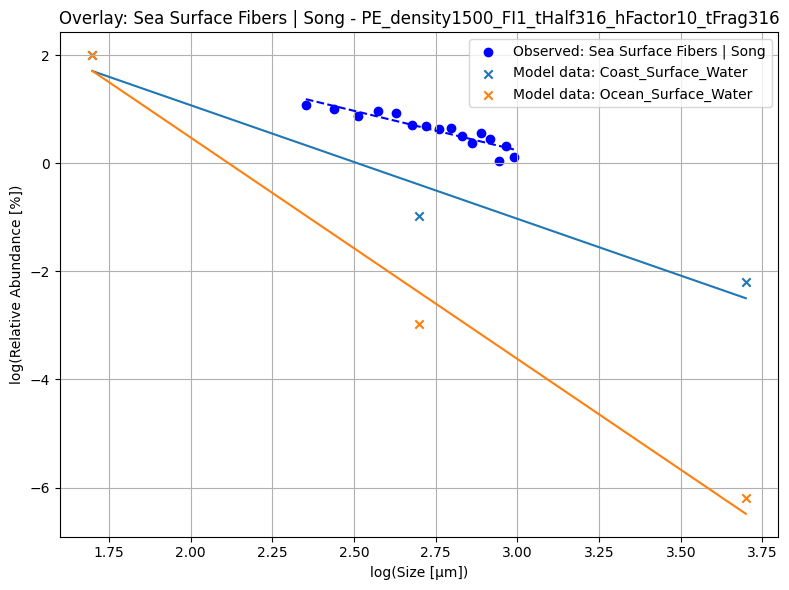 Overlay: Sea Surface Fibers | Song - PE_density1500_FI1_tHalf316_hFactor10_tFrag316
Observed: Sea Surface Fibers | Song
Model data: Coast_Surface_Water
Model data: Ocean_Surface_Water
log(Relative Abundance [%])
2
0
−2
−4
−6
1.75 2.00 2.25 2.50 2.75 3.00 3.25 3.50 3.75
log(Size [µm])